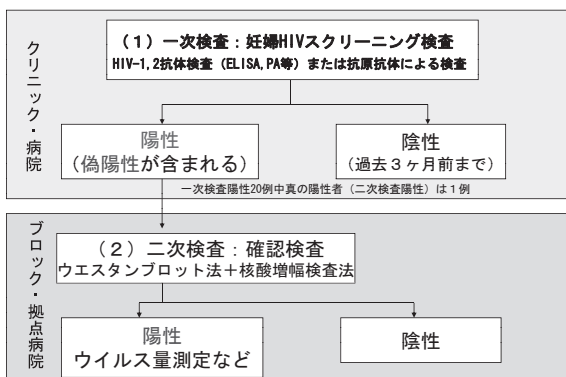 クリニック・病院
(1)一次検査:妊婦HIVスクリーニング検査
HIV-1,2抗体検査(ELISA,PA等)または抗原抗体による検査
陽性
(偽陽性が含まれる)
陰性
(過去3ヶ月前まで)
一次検査陽性20例中真の陽性者(二次検査陽性)は1例
ブロック・拠点病院
(2)二次検査:確認検査
ウエスタンブロット法+核酸増幅検査法
陽性
ウイルス量測定など
陰性